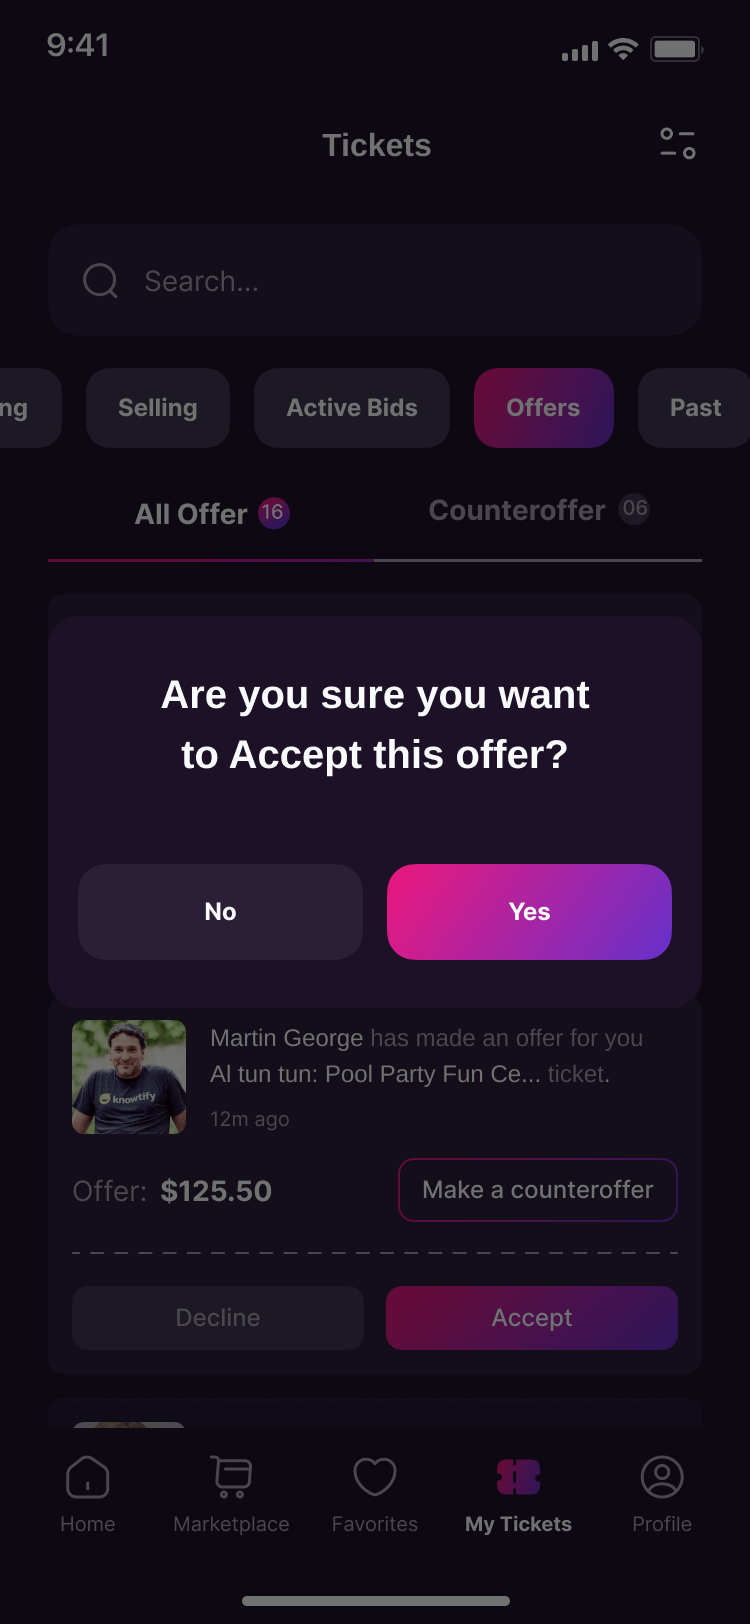 9:41
Tickets
Search...
ng
Selling
Active Bids
Offers
Past
All Offer 16
Counteroffer 06
Are you sure you want
to Accept this offer?
No
Yes
Martin George has made an offer for you
Al tun tun: Pool Party Fun Ce... ticket.
knowtify
12m ago
Offer: $125.50
Make a counteroffer
Decline
Accept
Home
Marketplace
Favorites
My Tickets
Profile